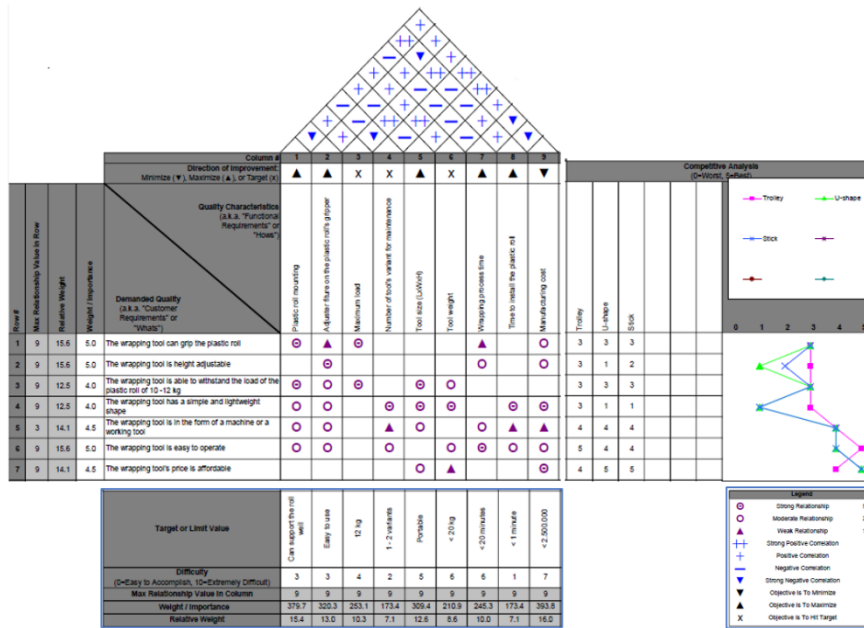 Column # 1 2 3 4 5 6 7 8 9
Direction of Improvement:
Minimize (▼), Maximize (▲), or Target (x) ▲ ▲ X X ▲ X ▲ ▲ ▼
Competitive Analysis
(0=Worst, 5=Best)
Row #
Max Relationship Value in Row
Relative Weight
Weight / Importance
Quality Characteristics
(a.k.a. "Functional
Requirements" or
"Hows")
Demanded Quality
(a.k.a. "Customer
Requirements" or
"Whats")
Plastic roll mounting
Maximum load
Number of tool's variant for maintenance
Tool size (LxWxH)
Tool weight
Wrapping process time
Time to install the plastic roll
Manufacturing cost
Trolley
U-shape
Stick
Trolley U-shape
Stick
0 1 2 3 4 5
1 9 15.6 5.0 The wrapping tool can grip the plastic roll 3 3 3
2 9 15.6 5.0 The wrapping tool is height adjustable 3 1 2
3 9 12.5 4.0 The wrapping tool is able to withstand the load of the
plastic roll of 10 -12 kg 3 3 3
4 9 12.5 4.0 The wrapping tool has a simple and lightweight
shape 3 1 1
5 3 14.1 4.5 The wrapping tool is in the form of a machine or a
working tool 4 4 4
6 9 15.6 5.0 The wrapping tool is easy to operate 5 4 4
7 9 14.1 4.5 The wrapping tool's price is affordable 4 5 5
Target or Limit Value
Can support the roll
well
Easy to use
12 kg
1 - 2 variants
Portable
< 20kg
< 20 minutes
< 1 minute
< 2.500.000
Difficulty
(0=Easy to Accomplish, 10=Extremely Difficult) 3 3 4 2 5 6 6 1 7
Max Relationship Value in Column 9 9 9 9 9 9 9 9 9
Weight / Importance 379.7 320.3 253.1 173.4 309.4 210.9 245.3 173.4 393.8
Relative Weight 15.4 13.0 10.3 7.1 12.6 8.6 10.0 7.1 16.0
Legend
Strong Relationship
Moderate Relationship
Weak Relationship
Strong Positive Correlation
Positive Correlation
Negative Correlation
Strong Negative Correlation
Objective Is To Minimize
Objective Is To Maximize
Objective Is To Hit Target